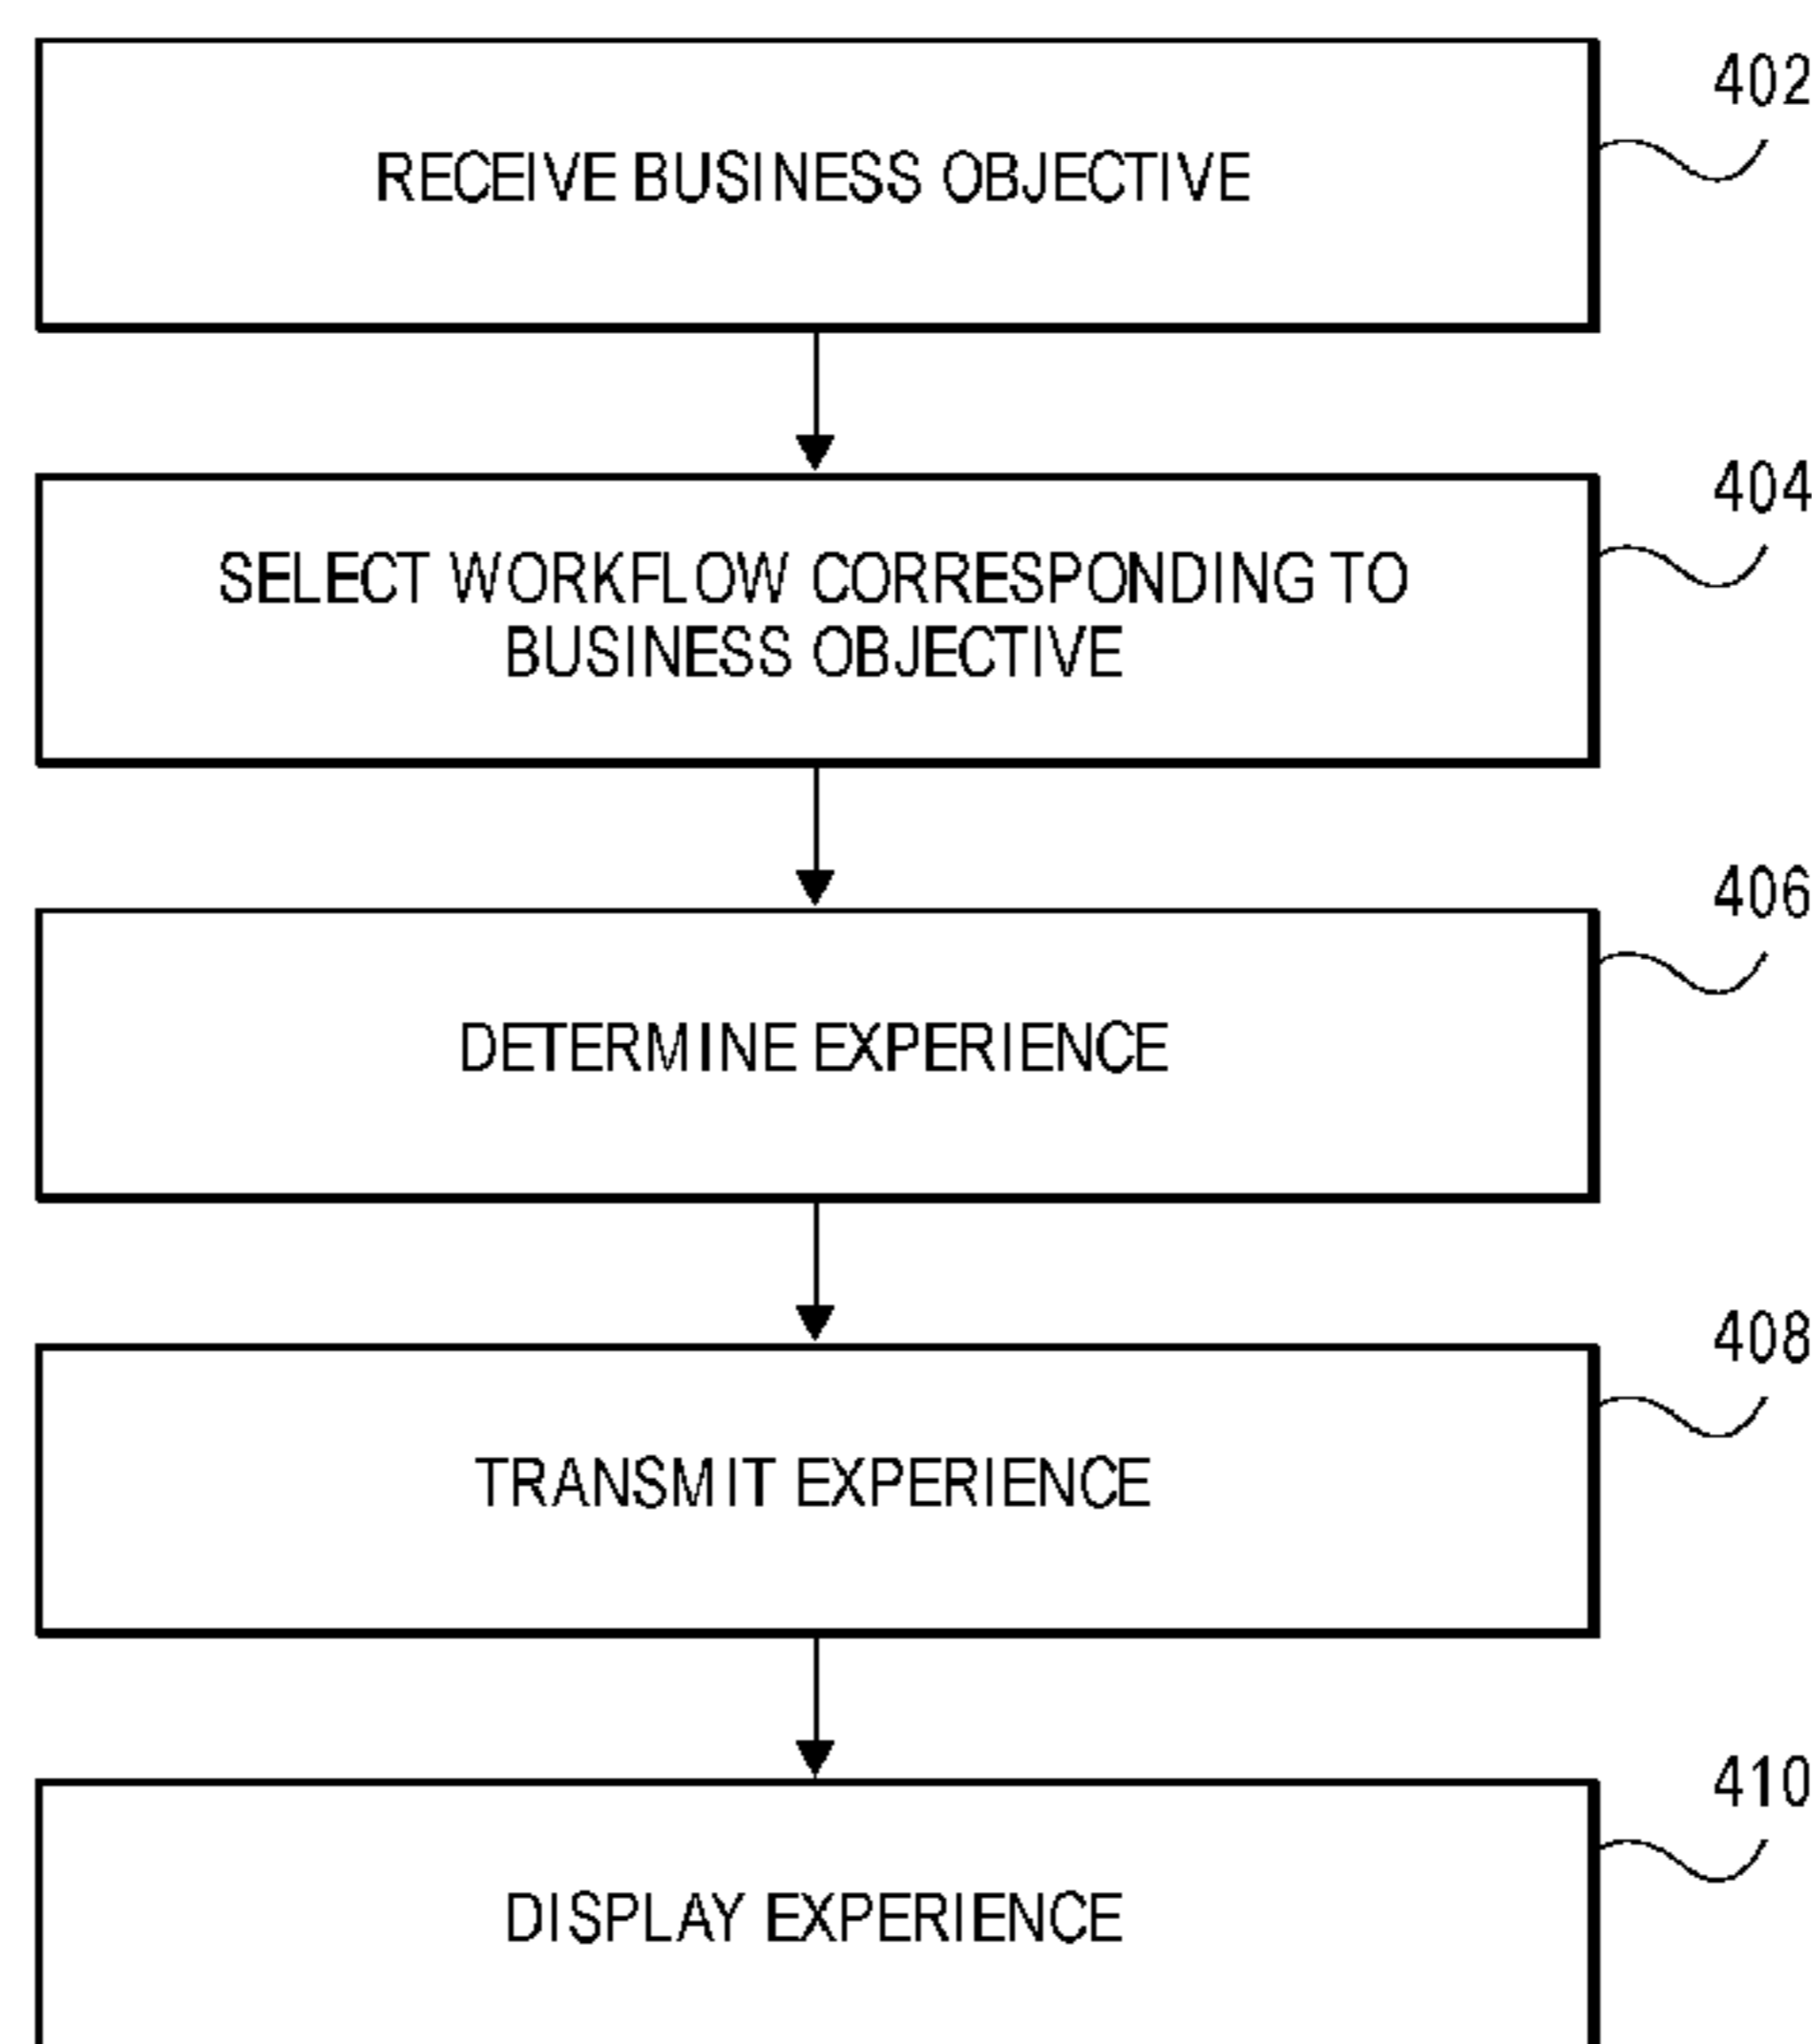 402
RECEIVE BUSINESS OBJECTIVE
404
SELECT WORKFLOW CORRESPONDING TO
BUSINESS OBJECTIVE
406
DETERMINE EXPERIENCE
408
TRANSMIT EXPERIENCE
410
DISPLAY EXPERIENCE